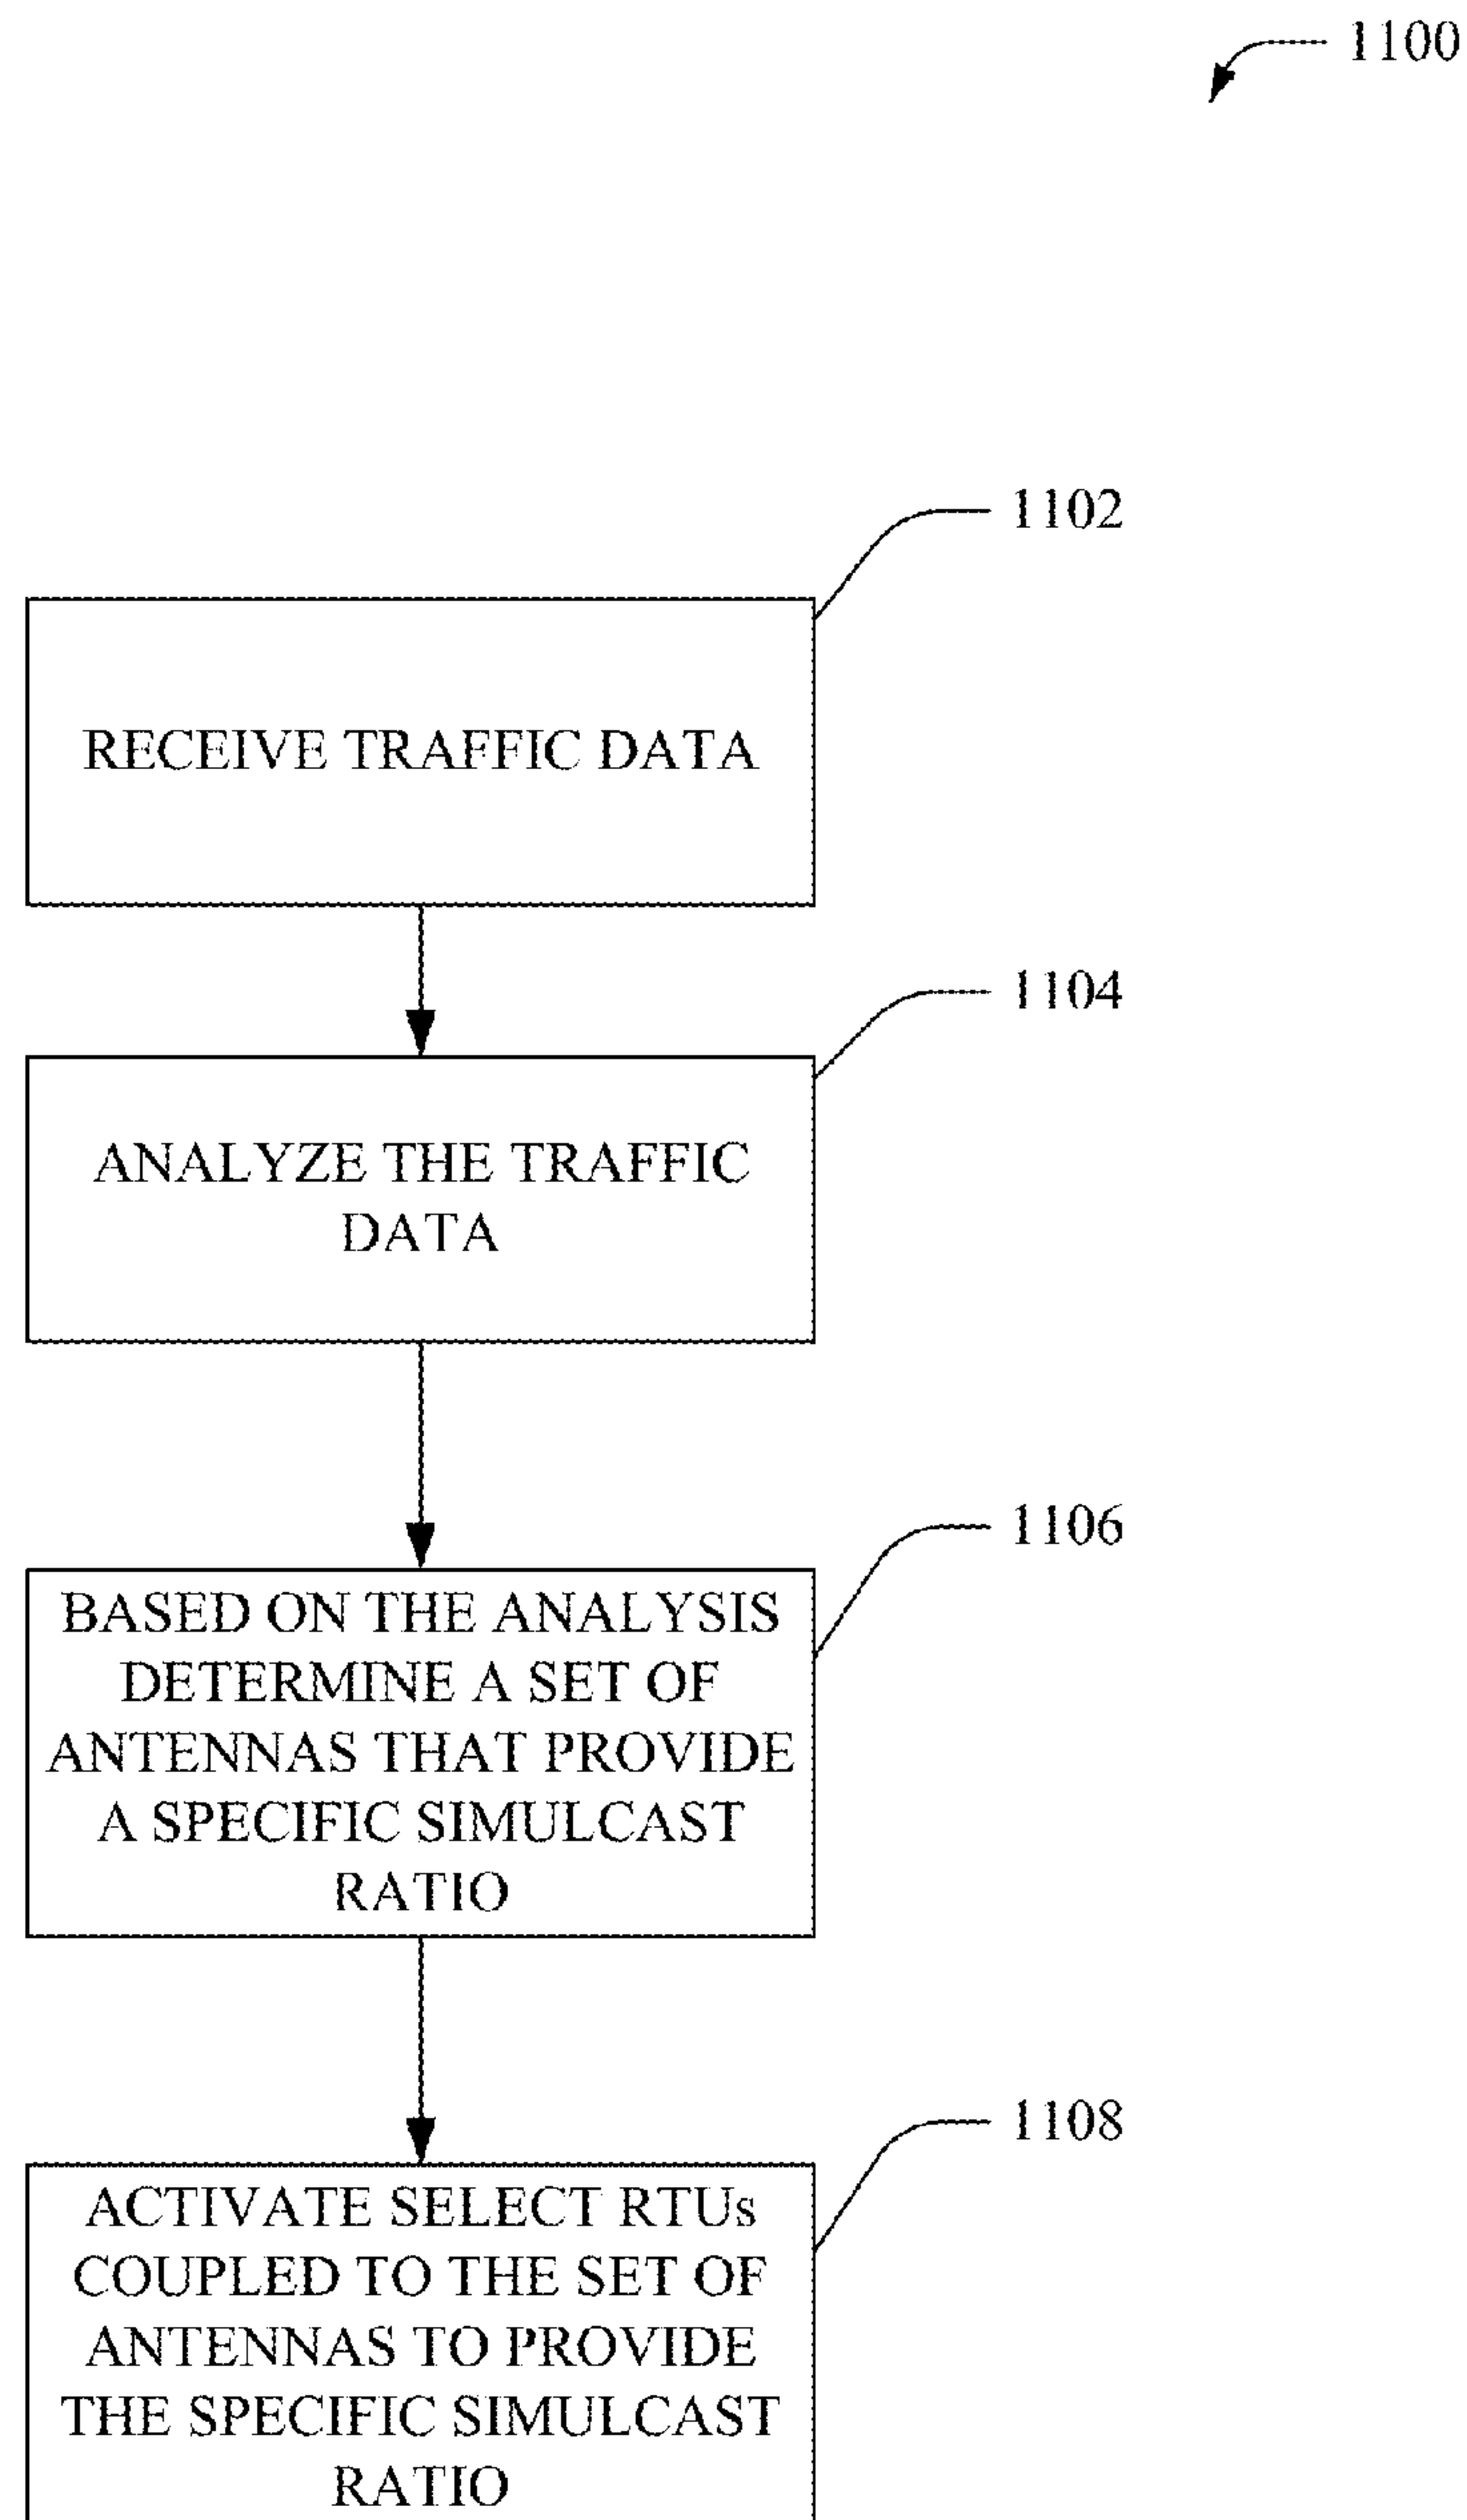 1100
1102
RECEIVE TRAFFIC DATA
1104
ANALYZE THE TRAFFIC
DATA
1106
BASED ON THE ANALYSIS
DETERMINE A SET OF
ANTENNAS THAT PROVIDE
A SPECIFIC SIMULCAST
RATIO
1108
ACTIVATE SELECT RTUs
COUPLED TO THE SET OF
ANTENNAS TO PROVIDE
THE SPECIFIC SIMULCAST
RATIO